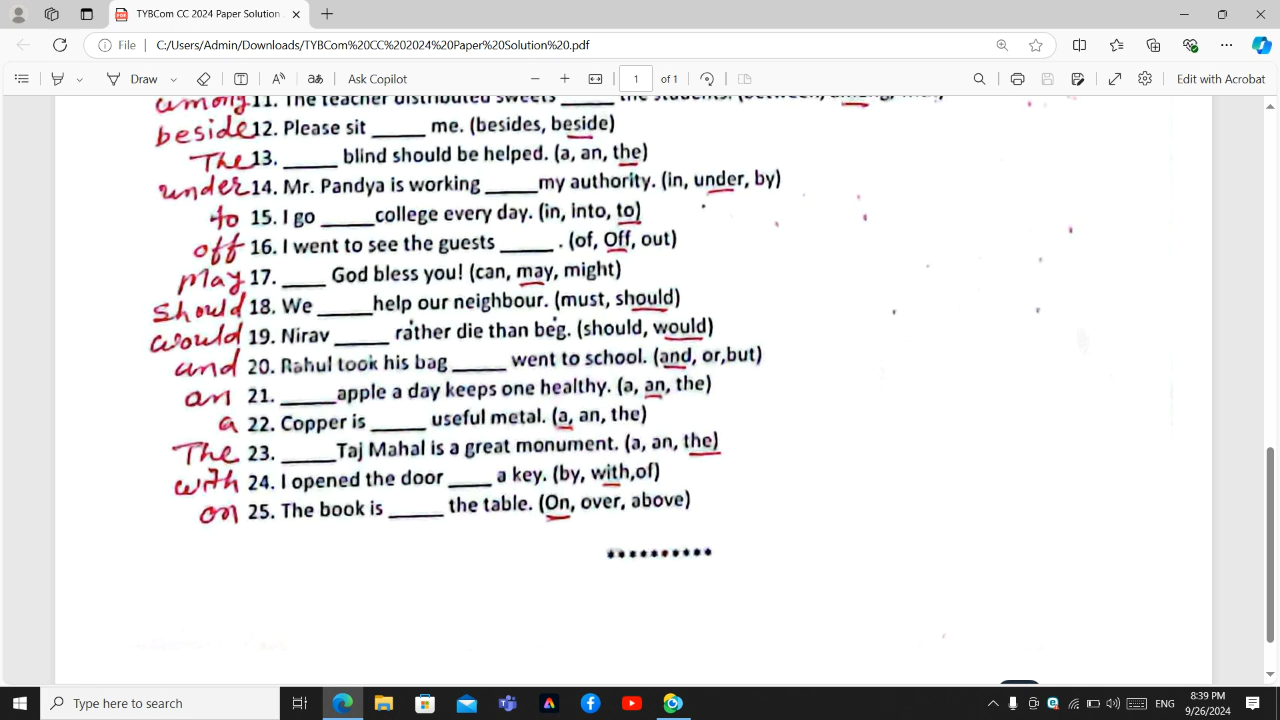 TYBCom CC 2024 Paper Solution .
File C:/Users/Admin/Downloads/TYBCom%20CC%202024%20Paper%20Solution%20.pdf
Draw Ask Copilot 1 of 1 Edit with Acrobat
among 11. The teacher distributed sweets _____ the students. (between, among,
beside 12. Please sit _____ me. (besides, beside)
The 13. _____ blind should be helped. (a, an, the)
under 14. Mr. Pandya is working _____my authority. (in, under, by)
to 15. I go _____college every day. (in, into, to)
off 16. I went to see the guests _____ . (of, Off, out)
May 17. ____ God bless you! (can, may, might)
should 18. We _____help our neighbour. (must, should)
would 19. Nirav _____ rather die than beg. (should, would)
and 20. Rahul took his bag _____ went to school. (and, or,but)
an 21. _____apple a day keeps one healthy. (a, an, the)
a 22. Copper is _____ useful metal. (a, an, the)
The 23. _____Taj Mahal is a great monument. (a, an, the)
with 24. I opened the door ____ a key. (by, with,of)
on 25. The book is _____ the table. (On, over, above)
**********
Type here to search
ENG
8:39 PM
9/26/2024